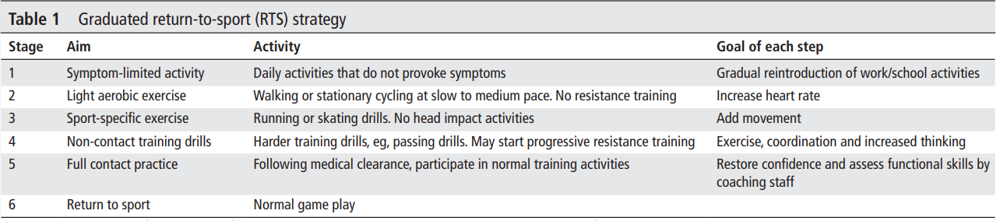 Table 1 Graduated return-to-sport (RTS) strategy
Stage Aim Activity Goal of each step
1 Symptom-limited activity Daily activities that do not provoke symptoms Gradual reintroduction of work/school activities
2 Light aerobic exercise Walking or stationary cycling at slow to medium pace. No resistance training Increase heart rate
3 Sport-specific exercise Running or skating drills. No head impact activities Add movement
4 Non-contact training drills Harder training drills, eg, passing drills. May start progressive resistance training Exercise, coordination and increased thinking
5 Full contact practice Following medical clearance, participate in normal training activities Restore confidence and assess functional skills by
coaching staff
6 Return to sport Normal game play